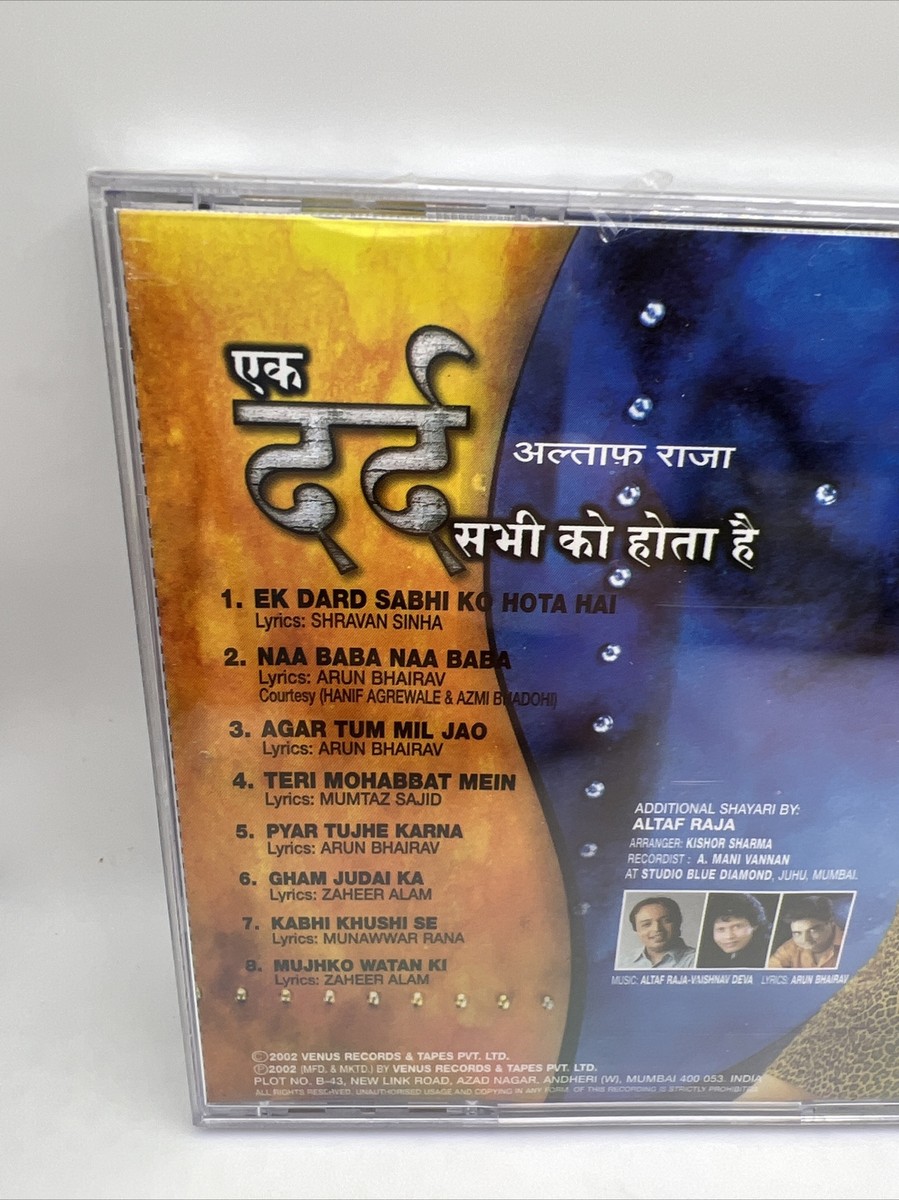 एक
दर्द
अल्ताफ़ राजा
सभी को होता है
1. EK DARD SABHI KO HOTA HAI
Lyrics: SHRAVAN SINHA
2. NAA BABA NAA BABA
Lyrics: ARUN BHAIRAV
Courtesy (HANIF AGREWALE & AZMI BHADOHI)
3. AGAR TUM MIL JAO
Lyrics: ARUN BHAIRAV
4. TERI MOHABBAT MEIN
Lyrics: MUMTAZ SAJID
5. PYAR TUJHE KARNA
Lyrics: ARUN BHAIRAV
6. GHAM JUDAI KA
Lyrics: ZAHEER ALAM
7. KABHI KHUSHI SE
Lyrics: MUNAWWAR RANA
8. MUJHKO WATAN KI
Lyrics: ZAHEER ALAM
ADDITIONAL SHAYARI BY:
ALTAF RAJA
ARRANGER: KISHOR SHARMA
RECORDIST : A. MANI VANNAN
AT STUDIO BLUE DIAMOND, JUHU, MUMBAI.
MUSIC: ALTAF RAJA-VAISHNAV DEVA LYRICS: ARUN BHAIRAV
Ⓒ2002 VENUS RECORDS & TAPES PVT. LTD.
Ⓟ2002 (MFD. & MKTD.) BY VENUS RECORDS & TAPES PVT. LTD.
PLOT NO. B-43, NEW LINK ROAD, AZAD NAGAR, ANDHERI (W), MUMBAI 400 053. INDIA
ALL RIGHTS RESERVED. UNAUTHORISED USAGE AND COPYING IN ANY FORM OF THIS RECORDING IS STRICTLY PROHIBITED